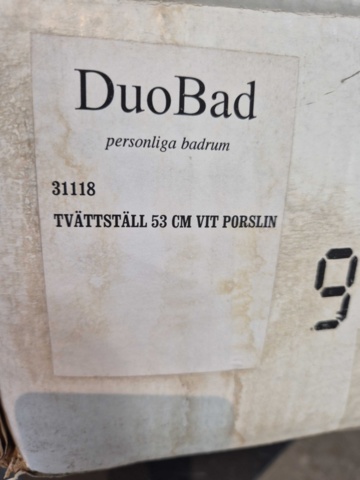 DuoBad
personliga badrum
31118
TVÄTTSTÄLL 53 CM VIT PORSLIN
9